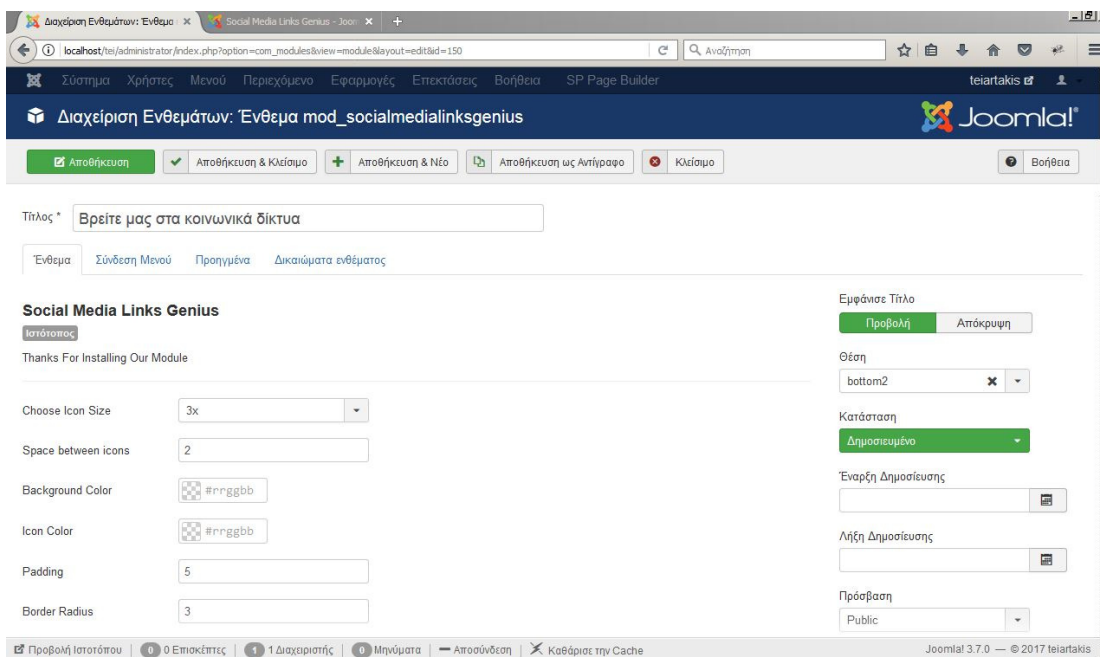 Διαχείριση Ενθεμάτων: Ένθεμα
Social Media Links Genius - Joom
localhost/tei/administrator/index.php?option=com_modules&view=module&layout=edit&id=150
Αναζήτηση
Σύστημα Χρήστες Μενού Περιεχόμενο Εφαρμογές Επεκτάσεις Βοήθεια SP Page Builder teiartakis
Διαχείριση Ενθεμάτων: Ένθεμα mod_socialmedialinksgenius
Joomla!®
Αποθήκευση Αποθήκευση & Κλείσιμο Αποθήκευση & Νέο Αποθήκευση ως Αντίγραφο Κλείσιμο Βοήθεια
Τίτλος * Βρείτε μας στα κοινωνικά δίκτυα
Ένθεμα Σύνδεση Μενού Προηγμένα Δικαιώματα ενθέματος
Social Media Links Genius
Ιστότοπος
Thanks For Installing Our Module
Choose Icon Size 3x
Space between icons 2
Background Color #rrggbb
Icon Color #rrggbb
Padding 5
Border Radius 3
Εμφάνισε Τίτλο
Προβολή Απόκρυψη
Θέση
bottom2
Κατάσταση
Δημοσιευμένο
Έναρξη Δημοσίευσης
Λήξη Δημοσίευσης
Πρόσβαση
Public
Προβολή Ιστοτόπου 0 0 Επισκέπτες 1 1 Διαχειριστής 0 Μηνύματα Αποσύνδεση Καθάρισε την Cache Joomla! 3.7.0 — © 2017 teiartakis